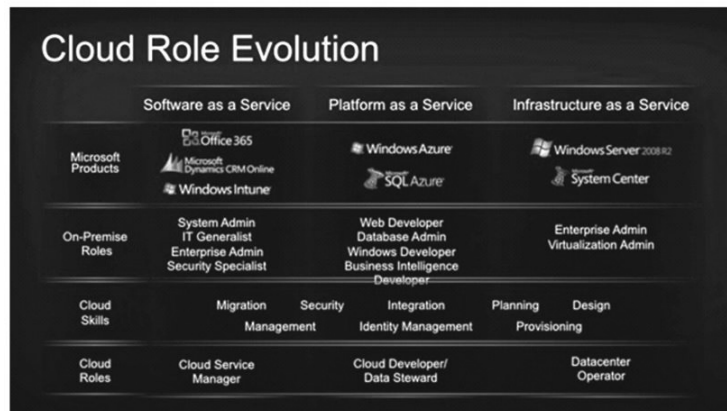 Cloud Role Evolution
Software as a Service Platform as a Service Infrastructure as a Service
Microsoft Products
Microsoft Office 365
Microsoft Dynamics CRM Online
Windows Intune
Windows Azure
Microsoft SQL Azure
Windows Server 2008 R2
Microsoft System Center
On-Premise Roles
System Admin
IT Generalist
Enterprise Admin
Security Specialist
Web Developer
Database Admin
Windows Developer
Business Intelligence
Developer
Enterprise Admin
Virtualization Admin
Cloud Skills
Migration Security Integration Planning Design
Management Identity Management Provisioning
Cloud Roles
Cloud Service
Manager
Cloud Developer/
Data Steward
Datacenter
Operator